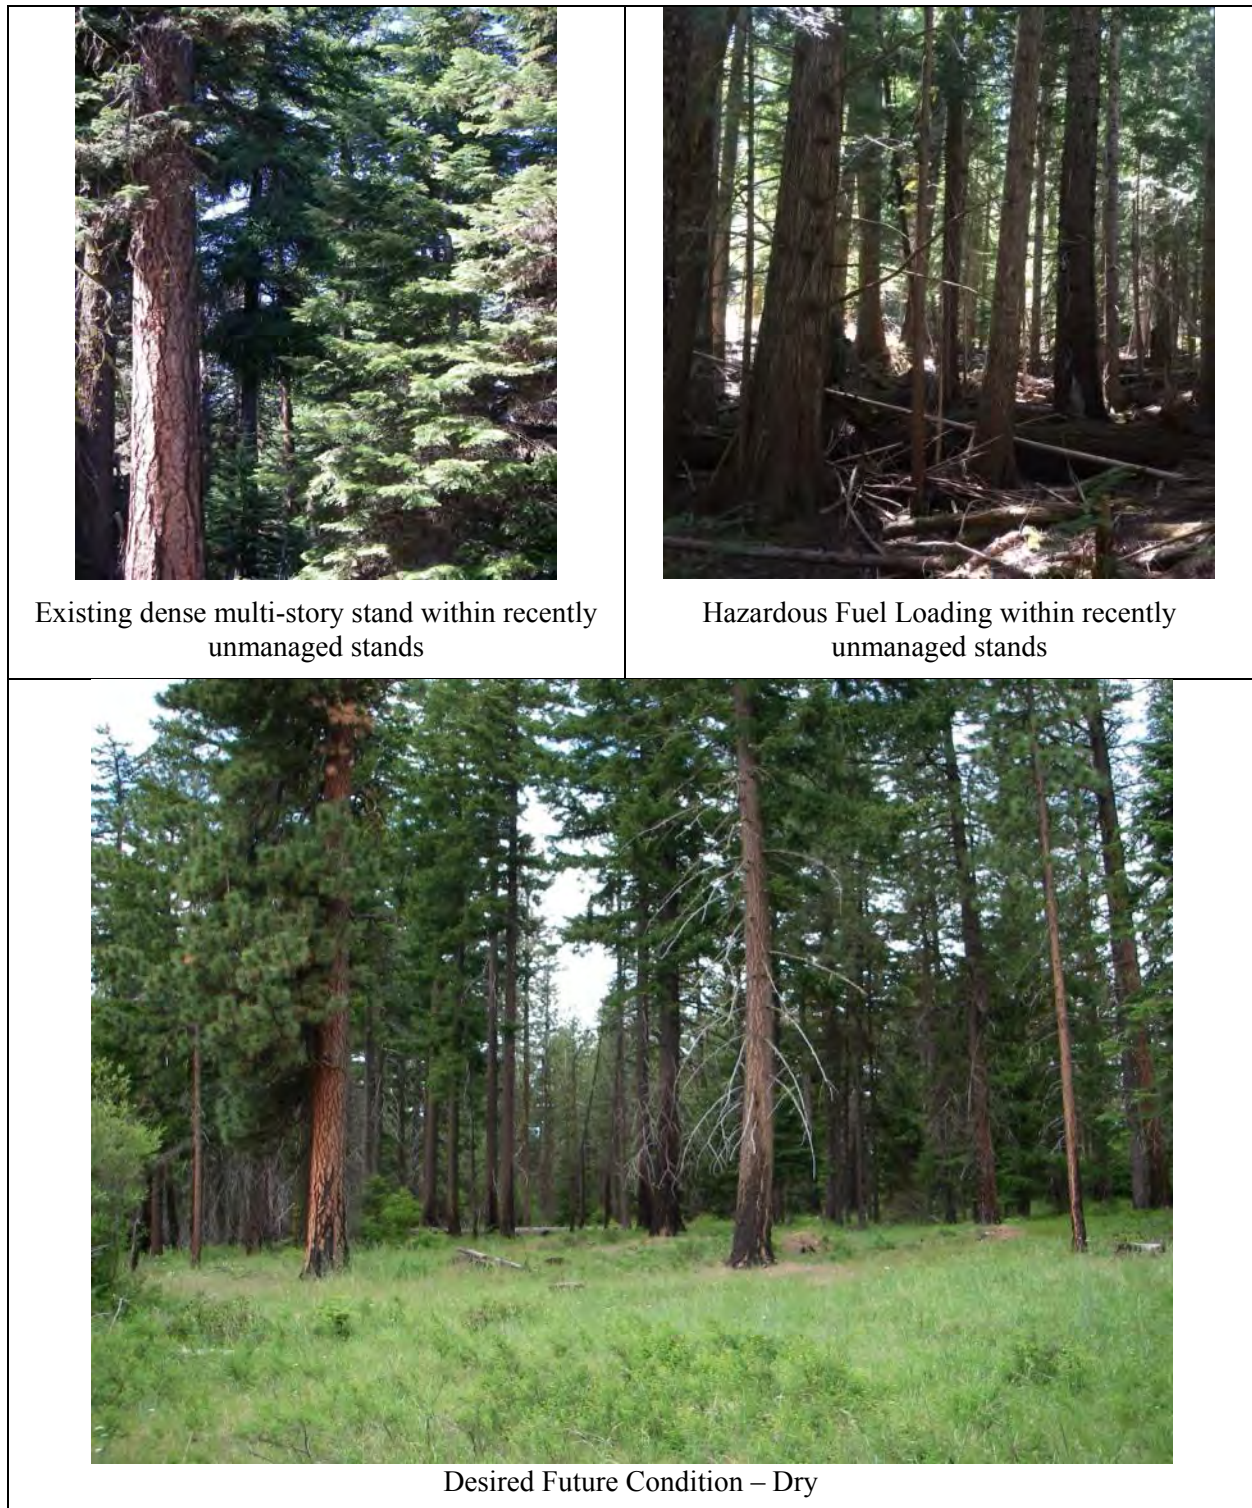 Existing dense multi-story stand within recently
unmanaged stands
Hazardous Fuel Loading within recently
unmanaged stands
Desired Future Condition – Dry